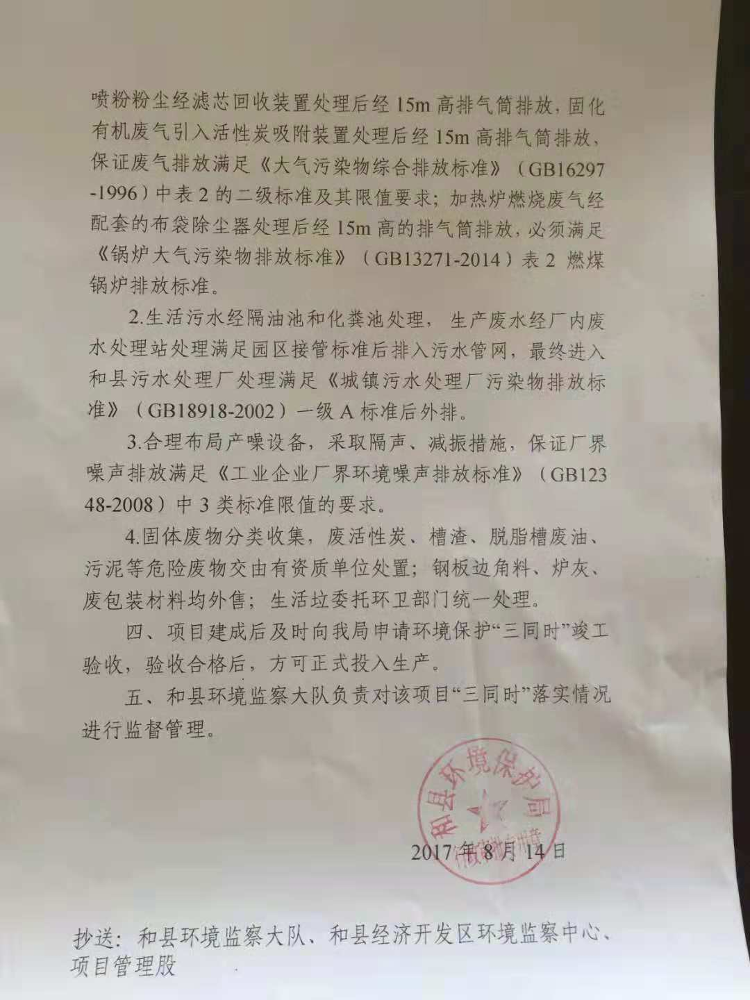 喷粉粉尘经滤芯回收装置处理后经 15m 高排气筒排放，固化
有机废气引入活性炭吸附装置处理后经 15m 高排气筒排放，
保证废气排放满足《大气污染物综合排放标准》（GB16297
-1996）中表 2 的二级标准及其限值要求；加热炉燃烧废气经
配套的布袋除尘器处理后经 15m 高的排气筒排放，必须满足
《锅炉大气污染物排放标准》（GB13271-2014）表 2 燃煤
锅炉排放标准。
2.生活污水经隔油池和化粪池处理， 生产废水经厂内废
水处理站处理满足园区接管标准后排入污水管网，最终进入
和县污水处理厂处理满足《城镇污水处理厂污染物排放标
准》（GB18918-2002）一级 A 标准后外排。
3.合理布局产噪设备，采取隔声、减振措施，保证厂界
噪声排放满足《工业企业厂界环境噪声排放标准》（GB123
48-2008）中 3 类标准限值的要求。
4.固体废物分类收集，废活性炭、槽渣、脱脂槽废油、
污泥等危险废物交由有资质单位处置；钢板边角料、炉灰、
废包装材料均外售；生活垃委托环卫部门统一处理。
四、项目建成后及时向我局申请环境保护“三同时”竣工
验收，验收合格后，方可正式投入生产。
五、和县环境监察大队负责对该项目“三同时”落实情况
进行监督管理。
和县环境保护局
行政审批专用章
2017 年 8 月 14 日
抄送：和县环境监察大队、和县经济开发区环境监察中心、
项目管理股